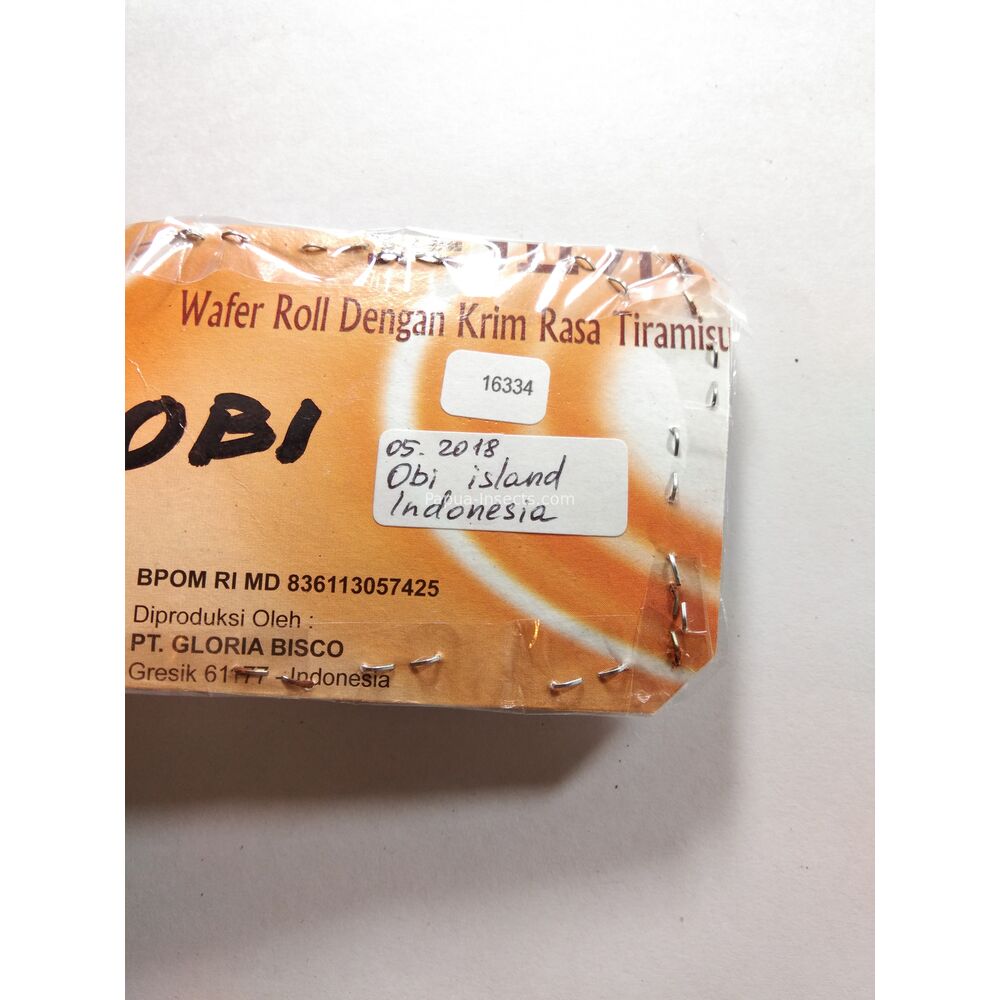 Wafer Roll Dengan Krim Rasa Tiramisu
16334
OBI
05. 2018
Obi island
Papua-Insects.com
Indonesia
BPOM RI MD 836113057425
Diproduksi Oleh :
PT. GLORIA BISCO
Gresik 61177 - Indonesia